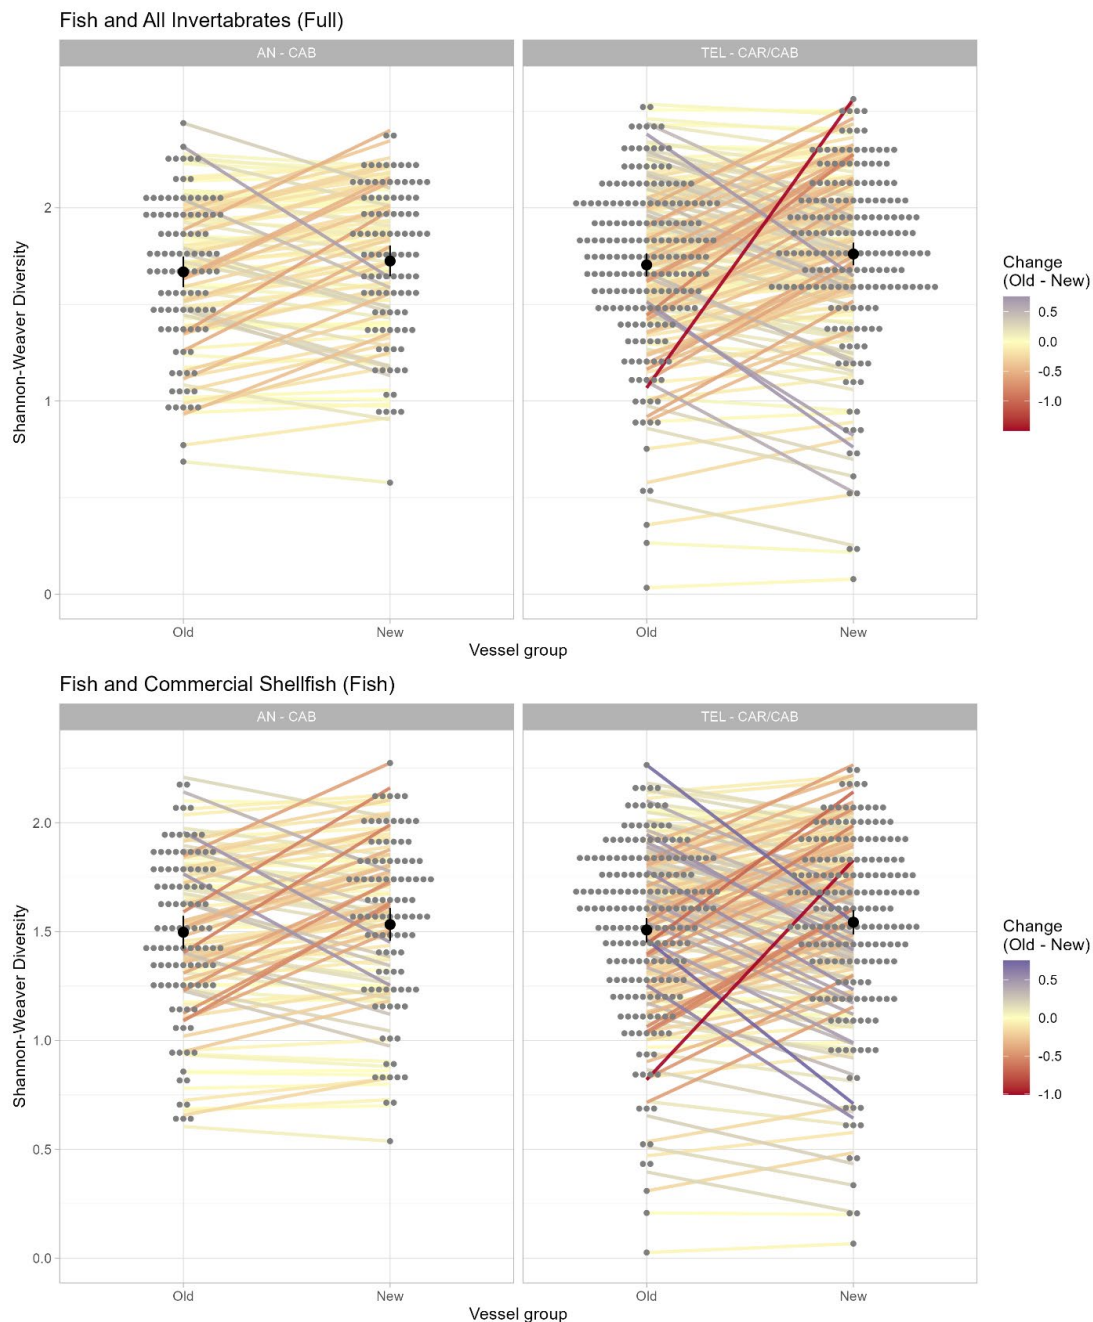 Fish and All Invertabrates (Full)
AN - CAB
TEL - CAR/CAB
Shannon-Weaver Diversity
2
1
0
Old
New
Old
New
Vessel group
Change
(Old - New)
0.5
0.0
-0.5
-1.0
Fish and Commercial Shellfish (Fish)
AN - CAB
TEL - CAR/CAB
Shannon-Weaver Diversity
2.0
1.5
1.0
0.5
0.0
Old
New
Old
New
Vessel group
Change
(Old - New)
0.5
0.0
-0.5
-1.0